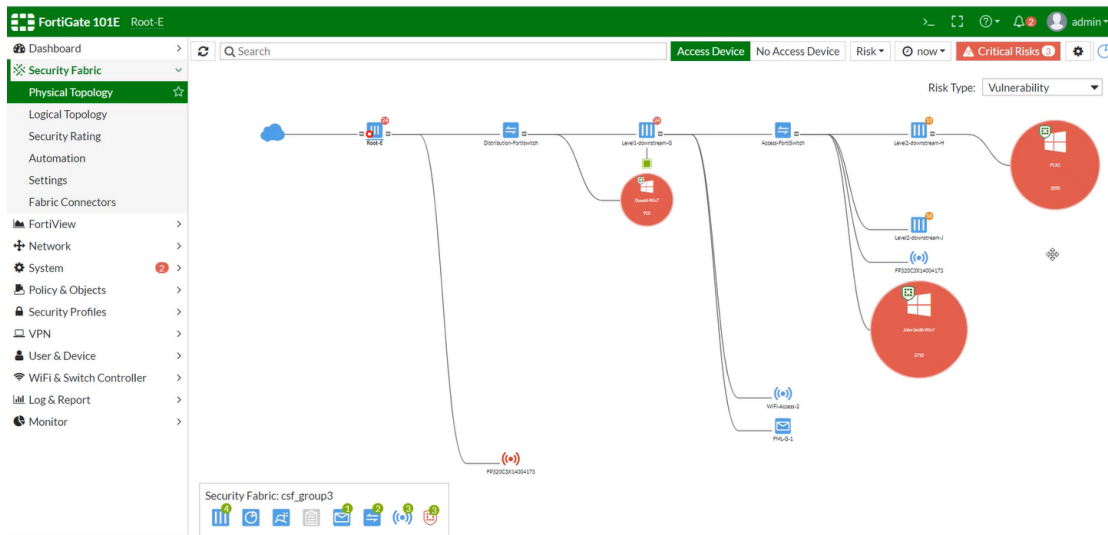 FortiGate 101E Root-E
>_ 2 admin
Dashboard
Security Fabric
Physical Topology
Logical Topology
Security Rating
Automation
Settings
Fabric Connectors
FortiView
Network
System 2
Policy & Objects
Security Profiles
VPN
User & Device
WiFi & Switch Controller
Log & Report
Monitor
Search Access Device No Access Device Risk now Critical Risks 3
Risk Type: Vulnerability
24
Root-E
Distribution-Fortiswitch
24
Level1-downstream-G
Access-FortiSwitch
Level2-downstream-H
Level2-downstream-J
FP320C3X14004173
WiFi-Access-2
FML-G-1
FP320C3X14004173
Security Fabric: csf_group3
4 1 2 3 3